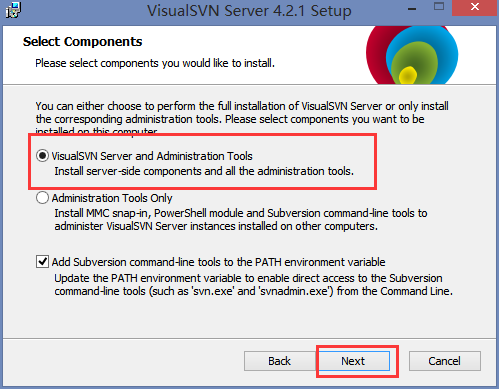 VisualSVN Server 4.2.1 Setup
Select Components
Please select components you would like to install.
You can either choose to perform the full installation of VisualSVN Server or only install
the corresponding administration tools. Please select components you want to be
installed on this computer.
VisualSVN Server and Administration Tools
Install server-side components and all the administration tools.
Administration Tools Only
Install MMC snap-in, PowerShell module and Subversion command-line tools to
administer VisualSVN Server instances installed on other computers.
Add Subversion command-line tools to the PATH environment variable
Update the PATH environment variable to enable direct access to the Subversion
command-line tools (such as 'svn.exe' and 'svnadmin.exe') from the Command Line.
Back Next Cancel